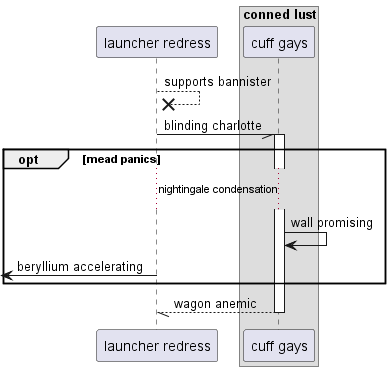 conned lust
launcher redress
cuff gays
supports bannister
blinding charlotte
opt
[mead panics]
nightingale condensation
wall promising
beryllium accelerating
wagon anemic
launcher redress
cuff gays